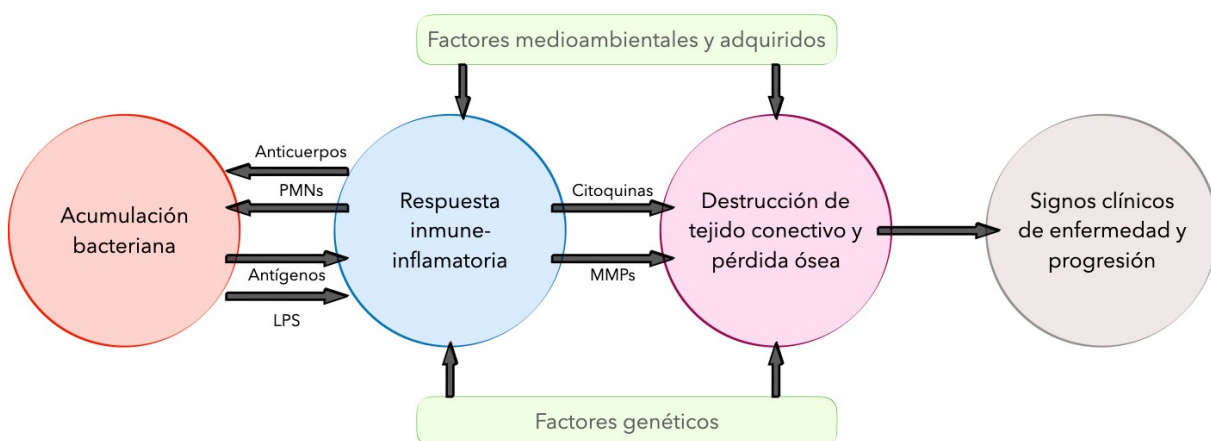 Factores medioambientales y adquiridos
Anticuerpos
PMNs
Antígenos
LPS
Acumulación
bacteriana
Respuesta
inmune-
inflamatoria
Citoquinas
MMPs
Destrucción de
tejido conectivo y
pérdida ósea
Signos clínicos
de enfermedad y
progresión
Factores genéticos